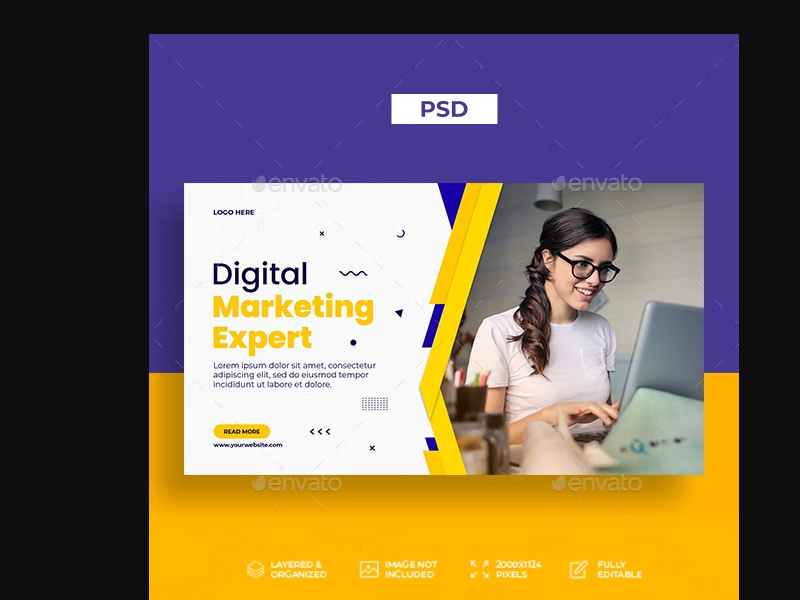 PSD
envato envato
LOGO HERE
Digital
Marketing
Expert
Lorem ipsum dolor sit amet, consectetur
adipiscing elit, sed do eiusmod tempor
incididunt ut labore et dolore.
READ MORE
www.yourwebsite.com
envato envato
LAYERED &
ORGANIZED
IMAGE NOT
INCLUDED
2000X1124
PIXELS
FULLY
EDITABLE